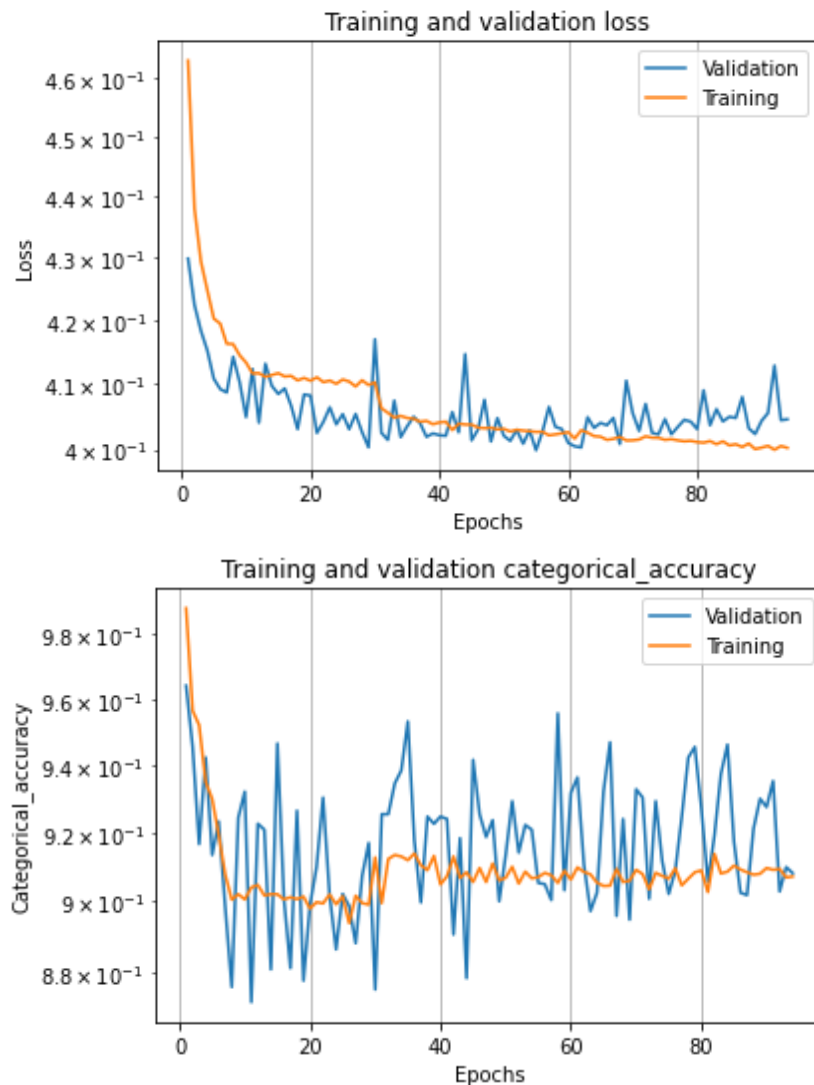 Training and validation loss
Validation
Training
4.6 × 10⁻¹
4.5 × 10⁻¹
4.4 × 10⁻¹
4.3 × 10⁻¹
4.2 × 10⁻¹
4.1 × 10⁻¹
4 × 10⁻¹
Loss
0 20 40 60 80
Epochs
Training and validation categorical_accuracy
Validation
Training
9.8 × 10⁻¹
9.6 × 10⁻¹
9.4 × 10⁻¹
9.2 × 10⁻¹
9 × 10⁻¹
8.8 × 10⁻¹
Categorical_accuracy
0 20 40 60 80
Epochs